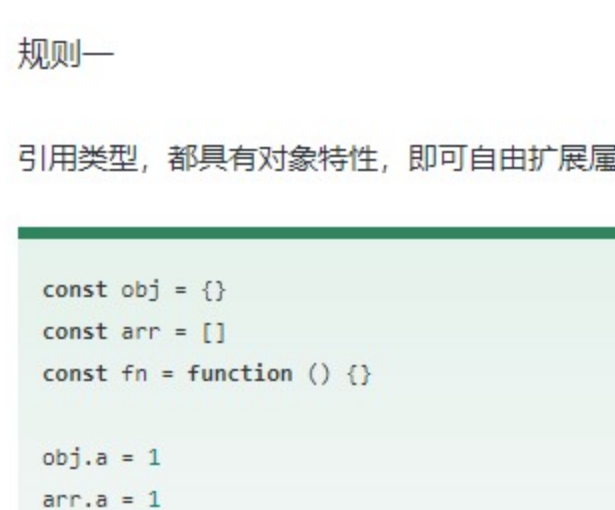 规则一
引用类型，都具有对象特性，即可自由扩展属
const obj = {}
const arr = []
const fn = function () {}
obj.a = 1
arr.a = 1